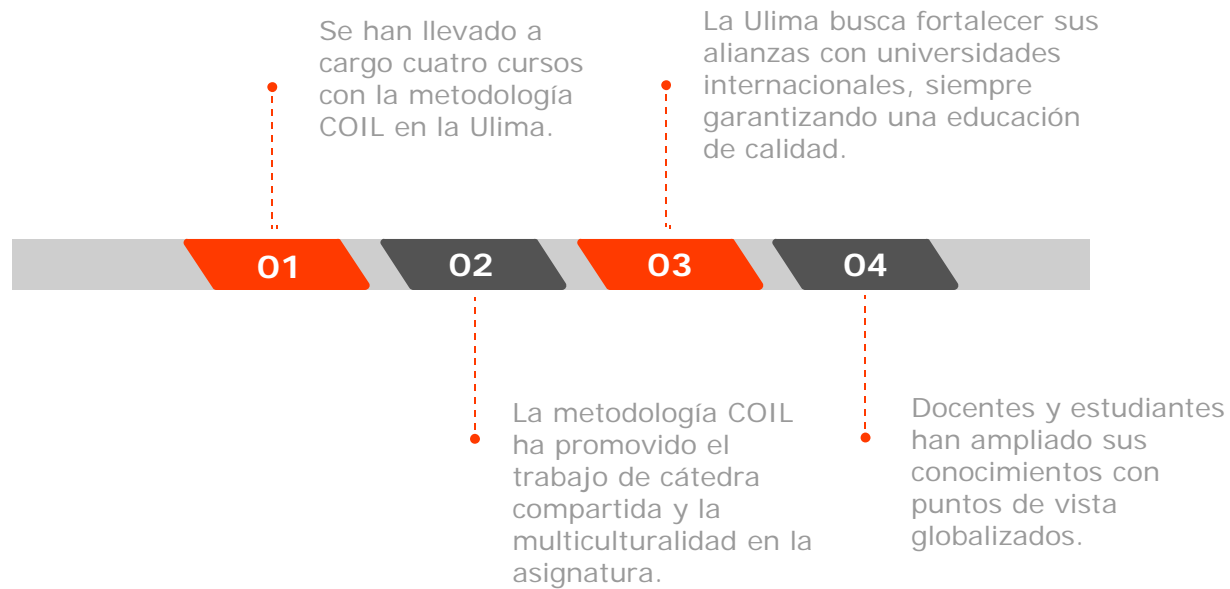 Se han llevado a
cargo cuatro cursos
con la metodología
COIL en la Ulima.
La Ulima busca fortalecer sus
alianzas con universidades
internacionales, siempre
garantizando una educación
de calidad.
01
02
03
04
La metodología COIL
ha promovido el
trabajo de cátedra
compartida y la
multiculturalidad en la
asignatura.
Docentes y estudiantes
han ampliado sus
conocimientos con
puntos de vista
globalizados.